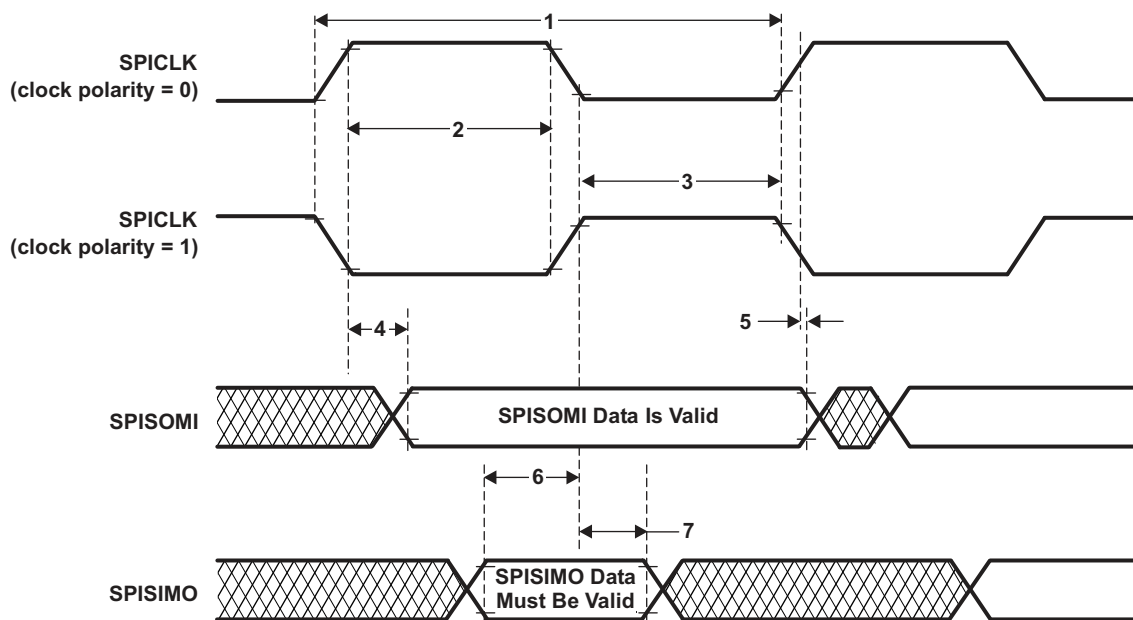 1
SPICLK
(clock polarity = 0)
2
3
SPICLK
(clock polarity = 1)
4
5
SPISOMI
SPISOMI Data Is Valid
6
7
SPISIMO
SPISIMO Data
Must Be Valid